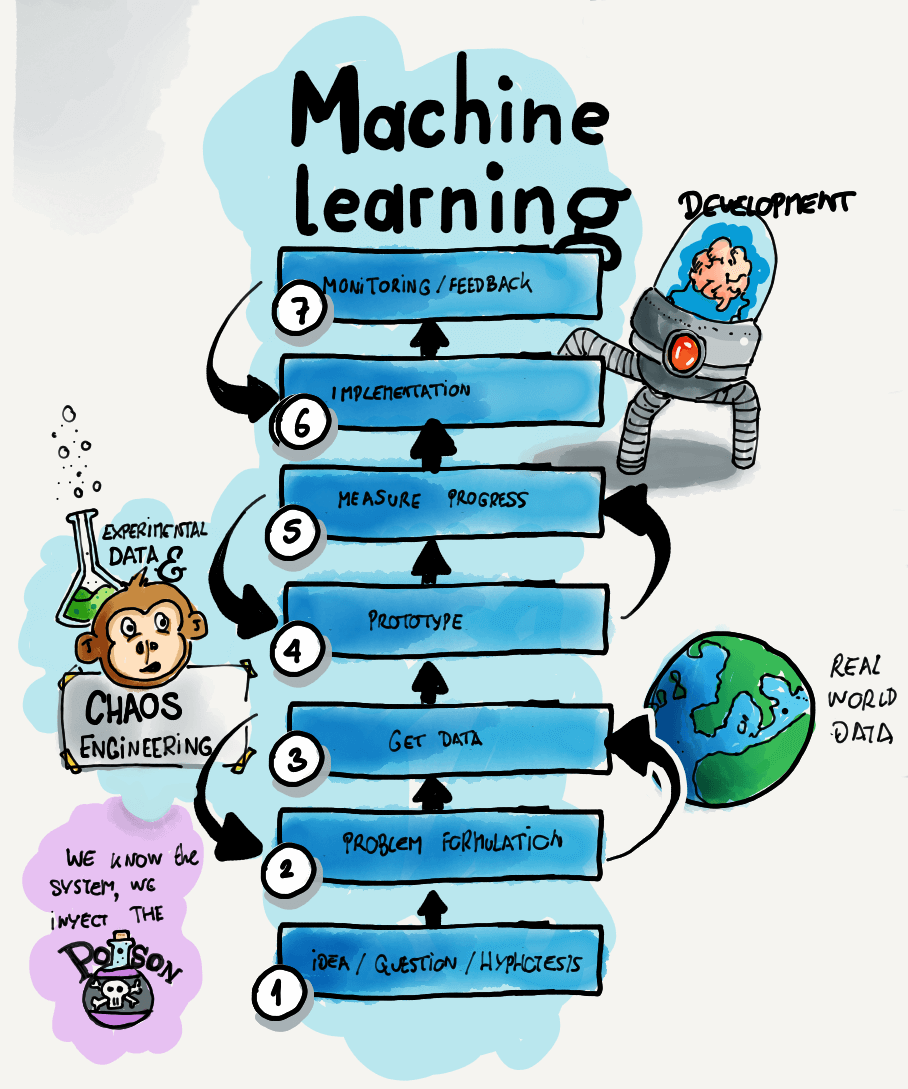 Machine
learning
DEVELOPMENT
MONITORING/FEEDBACK
7
IMPLEMENTATION
6
MEASURE PROGRESS
5
PROTOTYPE
4
GET DATA
3
PROBLEM FORMULATION
2
iDEA / QUESTION / HYPHOTESIS
1
EXPERIMENTAL
DATA &
CHAOS
ENGINEERING
REAL
WORLD
DATA
WE KNOW the
SYSTEM, WE
INYECT THE
POISON